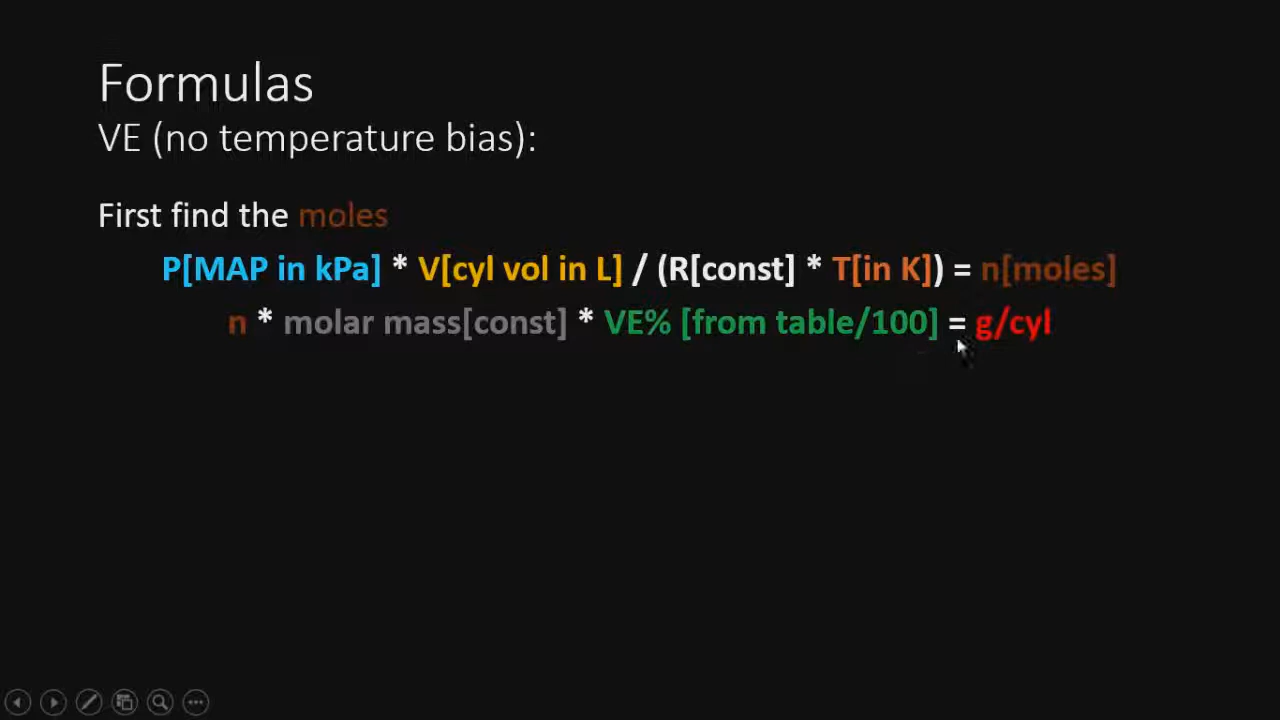 Formulas
VE (no temperature bias):
First find the moles
P[MAP in kPa] * V[cyl vol in L] / (R[const] * T[in K]) = n[moles]
n * molar mass[const] * VE% [from table/100] = g/cyl